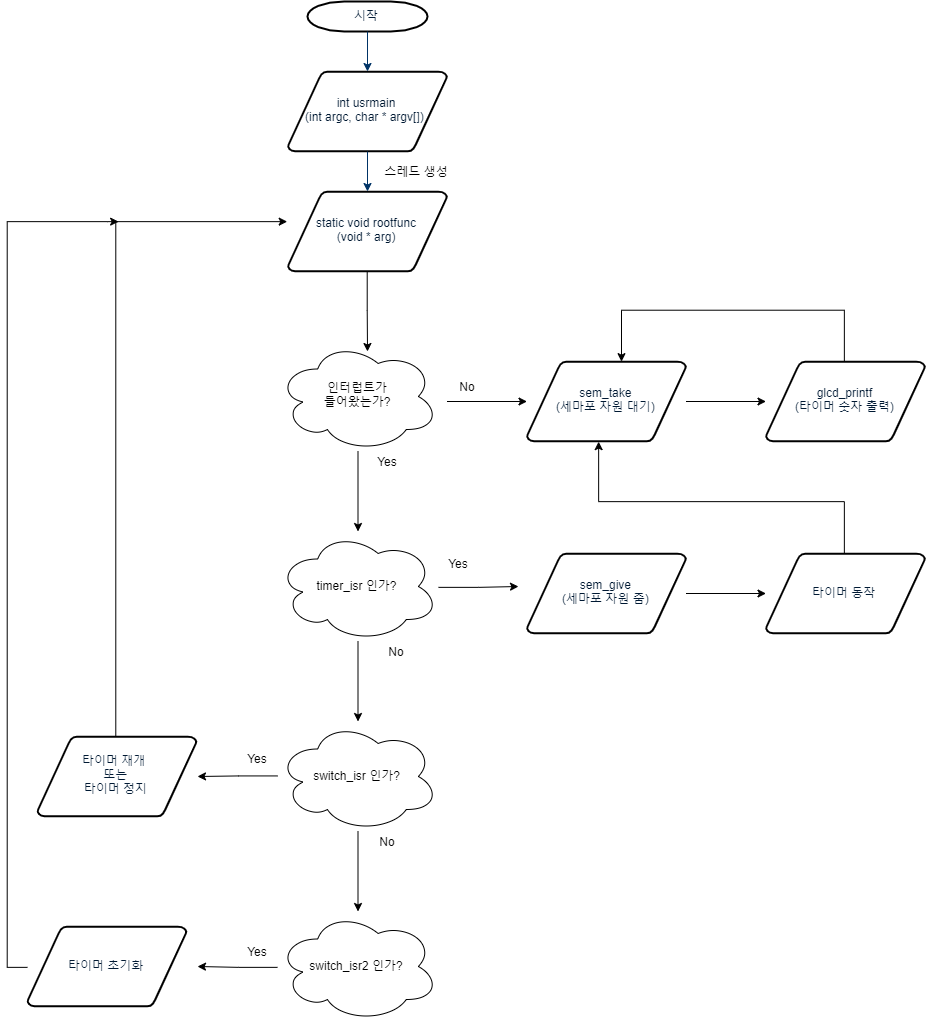 시작
int usrmain
(int argc, char * argv[])
스레드 생성
static void rootfunc
(void * arg)
인터럽트가
들어왔는가?
No
sem_take
(세마포 자원 대기)
glcd_printf
(타이머 숫자 출력)
Yes
timer_isr 인가?
Yes
sem_give
(세마포 자원 줌)
타이머 동작
No
타이머 재개
또는
타이머 정지
Yes
switch_isr 인가?
No
타이머 초기화
Yes
switch_isr2 인가?